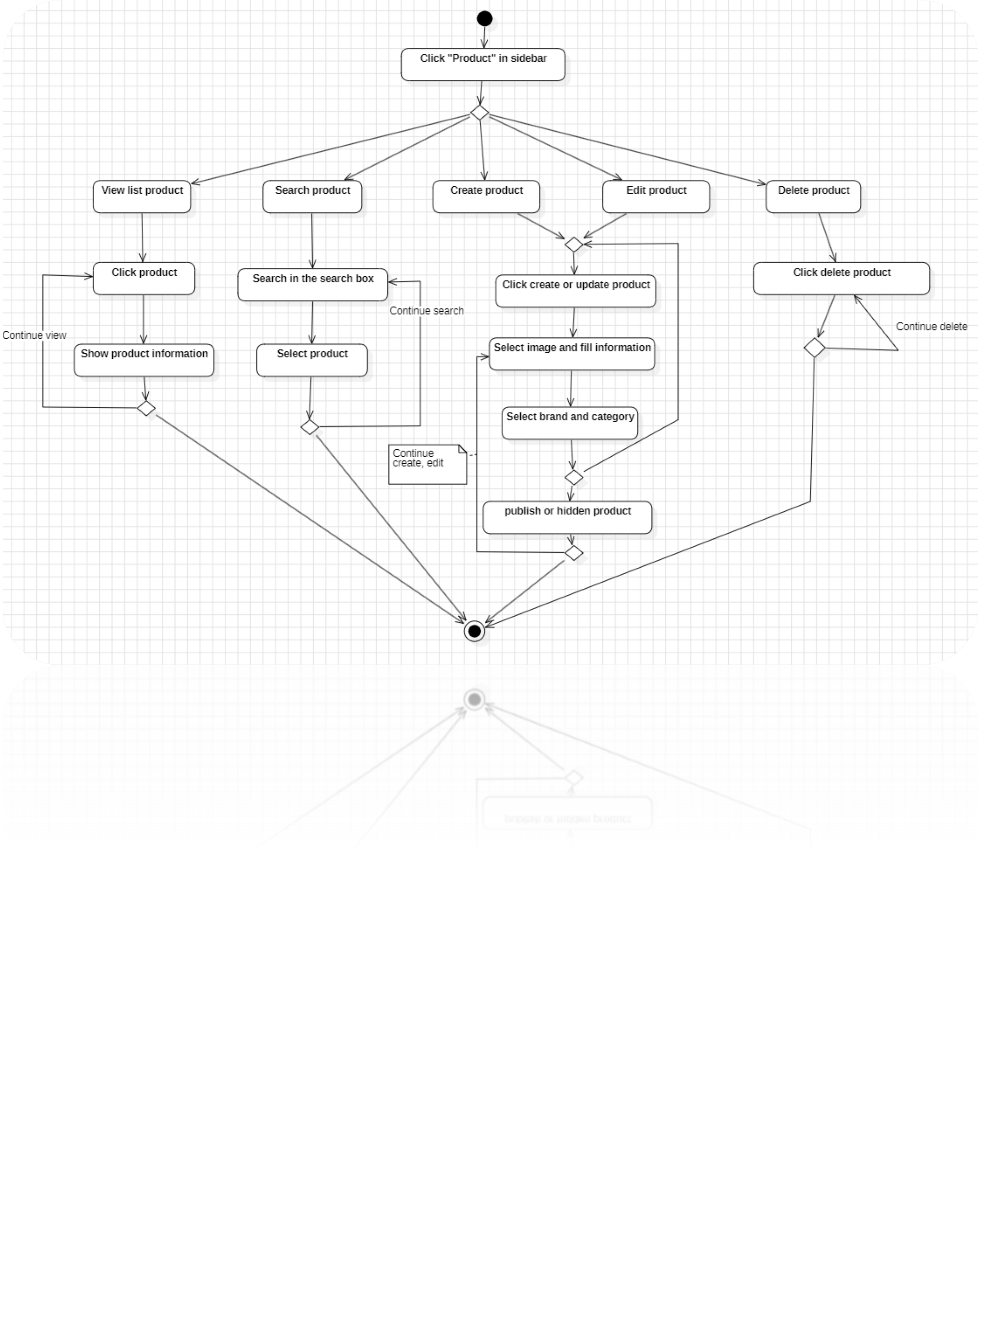 Click "Product" in sidebar
View list product
Search product
Create product
Edit product
Delete product
Click product
Search in the search box
Click create or update product
Click delete product
Continue search
Continue delete
Continue view
Show product information
Select product
Select image and fill information
Select brand and category
Continue
create, edit
publish or hidden product